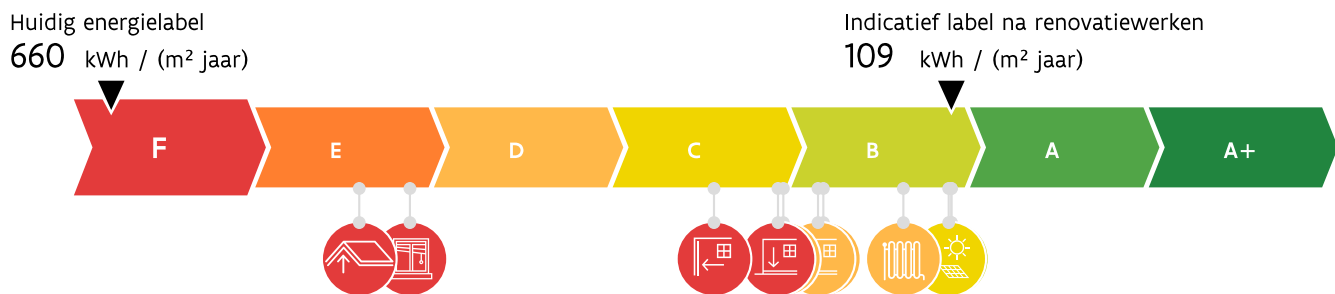 Huidig energielabel
660 kWh / (m² jaar)
Indicatief label na renovatiewerken
109 kWh / (m² jaar)
F E D C B A A+